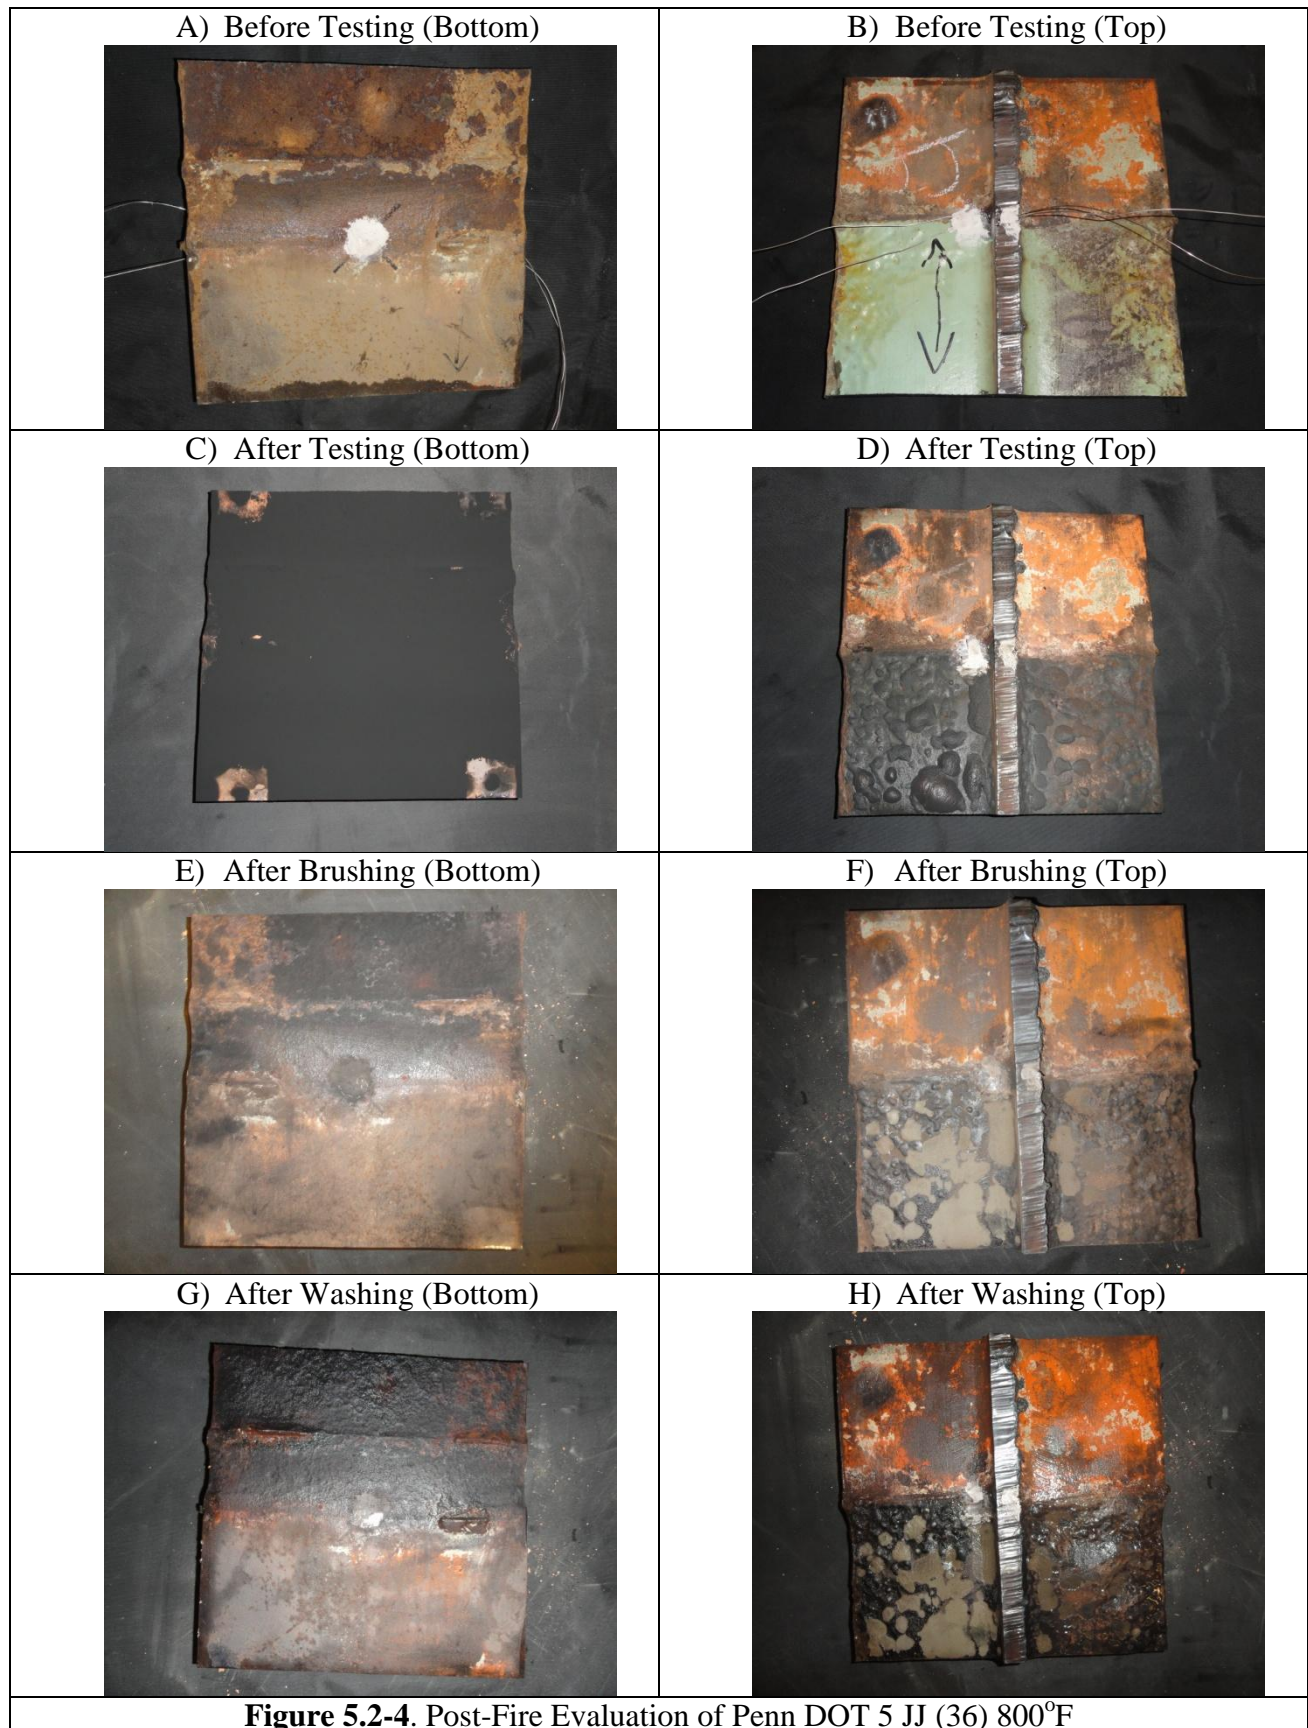 A) Before Testing (Bottom)
B) Before Testing (Top)
C) After Testing (Bottom)
D) After Testing (Top)
E) After Brushing (Bottom)
F) After Brushing (Top)
G) After Washing (Bottom)
H) After Washing (Top)
Figure 5.2-4. Post-Fire Evaluation of Penn DOT 5 JJ (36) 800°F